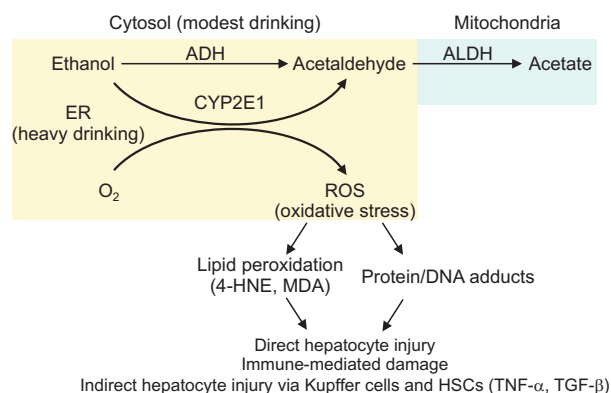 Cytosol (modest drinking)
Mitochondria
Ethanol
ADH
Acetaldehyde
ALDH
Acetate
CYP2E1
ER
(heavy drinking)
O₂
ROS
(oxidative stress)
Lipid peroxidation
(4-HNE, MDA)
Protein/DNA adducts
Direct hepatocyte injury
Immune-mediated damage
Indirect hepatocyte injury via Kupffer cells and HSCs (TNF-α, TGF-β)